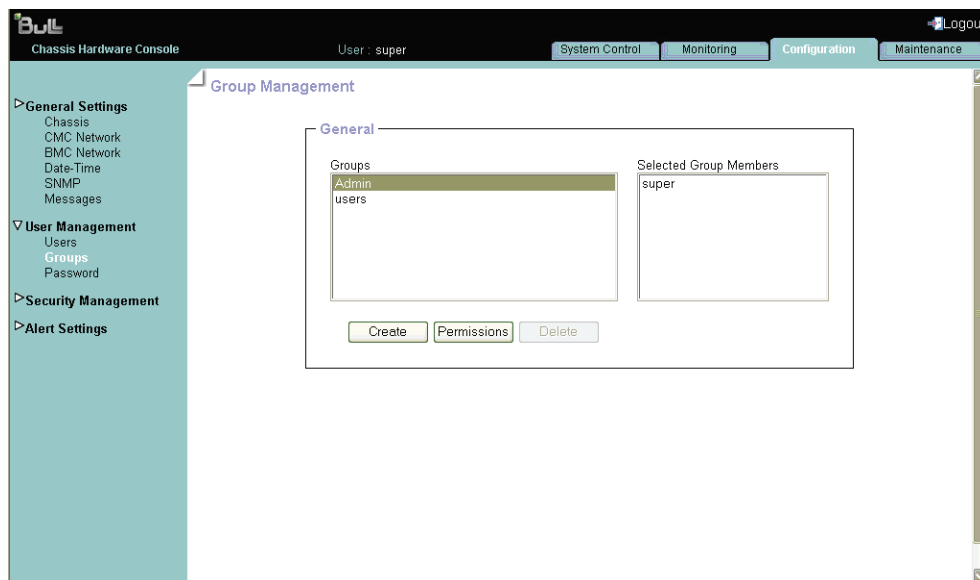 Bull
Logou
Chassis Hardware Console
User : super
System Control
Monitoring
Configuration
Maintenance
General Settings
Chassis
CMC Network
BMC Network
Date-Time
SNMP
Messages
User Management
Users
Groups
Password
Security Management
Alert Settings
Group Management
General
Groups
Admin
users
Selected Group Members
super
Create
Permissions
Delete